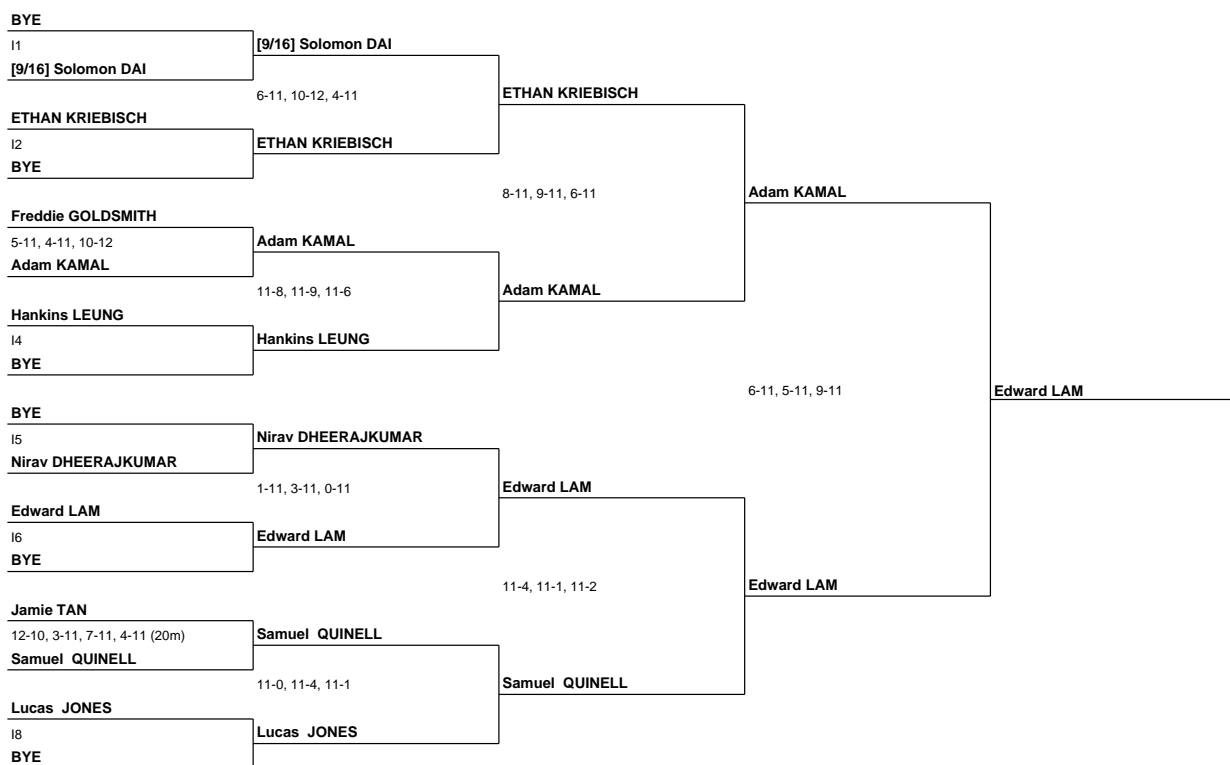 BYE
I1
[9/16] Solomon DAI
[9/16] Solomon DAI
6-11, 10-12, 4-11
ETHAN KRIEBISCH
ETHAN KRIEBISCH
I2
ETHAN KRIEBISCH
BYE
8-11, 9-11, 6-11
Adam KAMAL
Freddie GOLDSMITH
5-11, 4-11, 10-12
Adam KAMAL
Adam KAMAL
11-8, 11-9, 11-6
Adam KAMAL
Hankins LEUNG
I4
Hankins LEUNG
BYE
6-11, 5-11, 9-11
Edward LAM
BYE
I5
Nirav DHEERAJKUMAR
Nirav DHEERAJKUMAR
1-11, 3-11, 0-11
Edward LAM
Edward LAM
I6
Edward LAM
BYE
11-4, 11-1, 11-2
Edward LAM
Jamie TAN
12-10, 3-11, 7-11, 4-11 (20m)
Samuel  QUINELL
Samuel  QUINELL
11-0, 11-4, 11-1
Samuel  QUINELL
Lucas  JONES
I8
Lucas  JONES
BYE